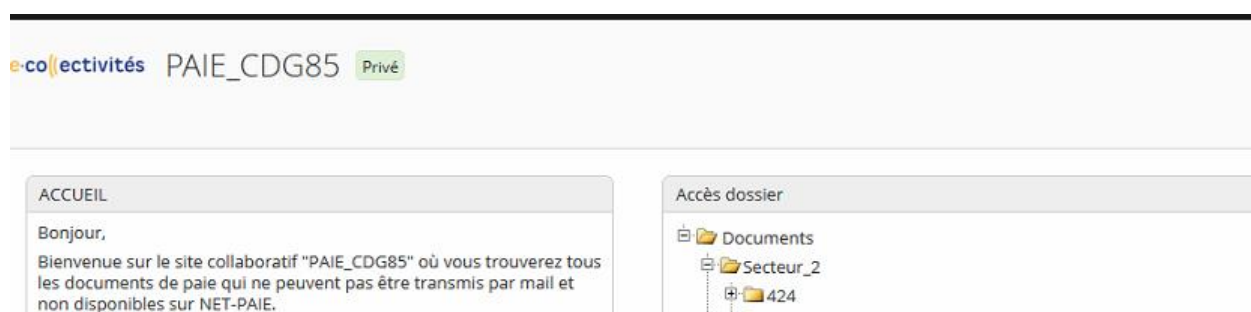 e-collectivités PAIE_CDG85 Privé
ACCUEIL
Bonjour,
Bienvenue sur le site collaboratif "PAIE_CDG85" où vous trouverez tous
les documents de paie qui ne peuvent pas être transmis par mail et
non disponibles sur NET-PAIE.
Accès dossier
Documents
Secteur_2
424